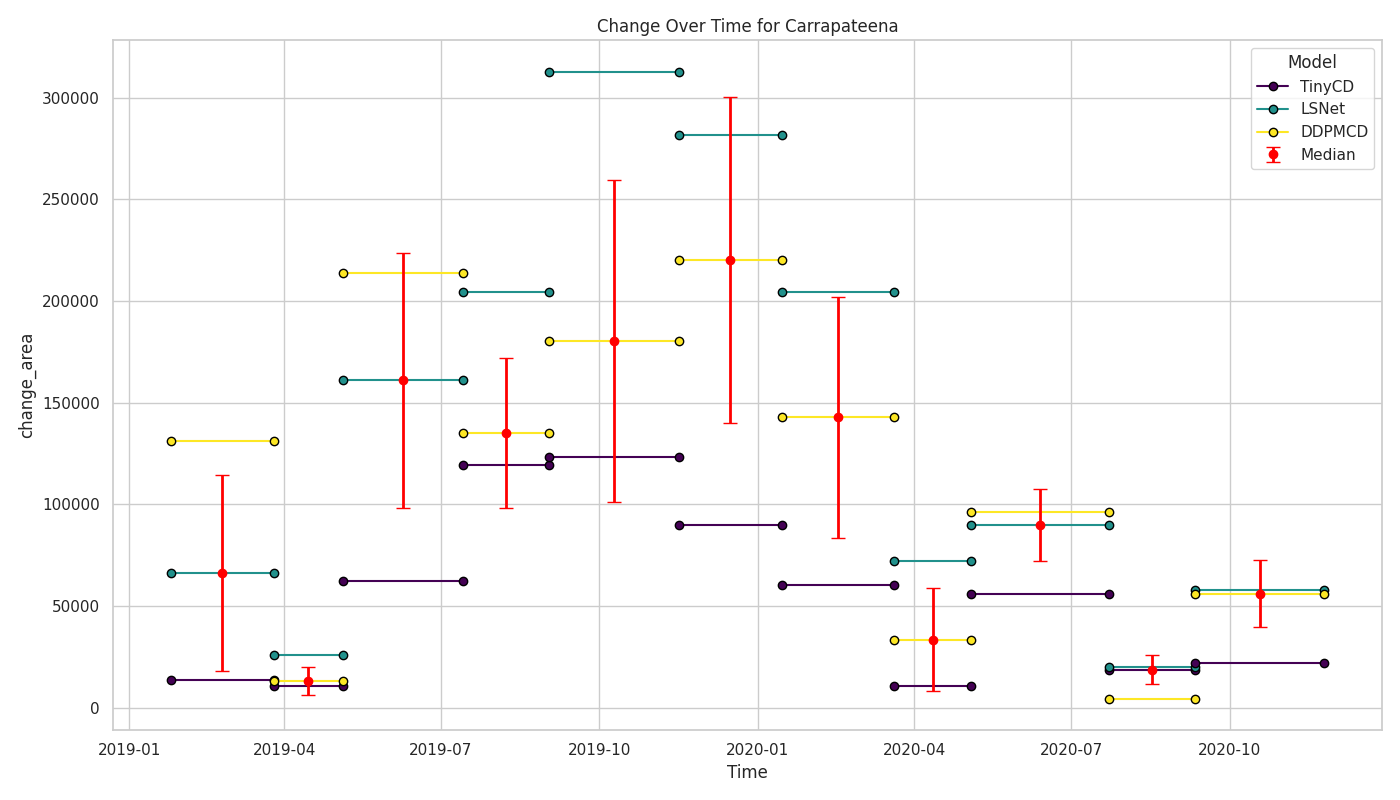 Change Over Time for Carrapateena
Model
TinyCD
LSNet
DDPMCD
Median
change_area
300000
250000
200000
150000
100000
50000
0
2019-01 2019-04 2019-07 2019-10 2020-01 2020-04 2020-07 2020-10
Time